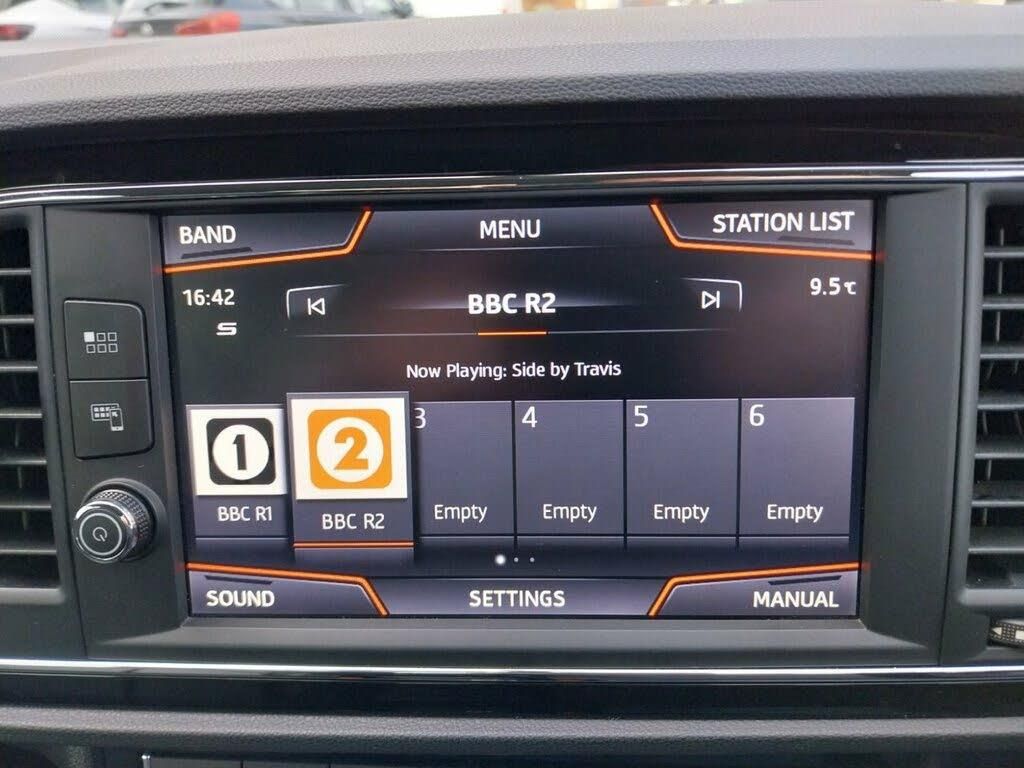 BAND
MENU
STATION LIST
16:42
BBC R2
9.5℃
Now Playing: Side by Travis
1
2
3
4
5
6
BBC R1
BBC R2
Empty
Empty
Empty
Empty
SOUND
SETTINGS
MANUAL